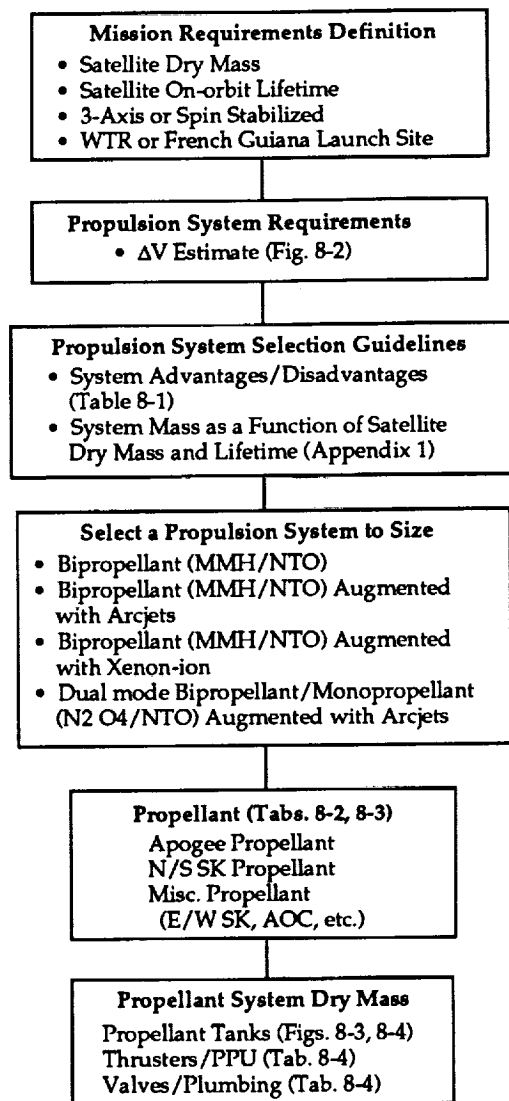 Mission Requirements Definition
• Satellite Dry Mass
• Satellite On-orbit Lifetime
• 3-Axis or Spin Stabilized
• WTR or French Guiana Launch Site
Propulsion System Requirements
• ΔV Estimate (Fig. 8-2)
Propulsion System Selection Guidelines
• System Advantages/Disadvantages
(Table 8-1)
• System Mass as a Function of Satellite
Dry Mass and Lifetime (Appendix 1)
Select a Propulsion System to Size
• Bipropellant (MMH/NTO)
• Bipropellant (MMH/NTO) Augmented
with Arcjets
• Bipropellant (MMH/NTO) Augmented
with Xenon-ion
• Dual mode Bipropellant/Monopropellant
(N2 O4/NTO) Augmented with Arcjets
Propellant (Tabs. 8-2, 8-3)
Apogee Propellant
N/S SK Propellant
Misc. Propellant
(E/W SK, AOC, etc.)
Propellant System Dry Mass
Propellant Tanks (Figs. 8-3, 8-4)
Thrusters/PPU (Tab. 8-4)
Valves/Plumbing (Tab. 8-4)